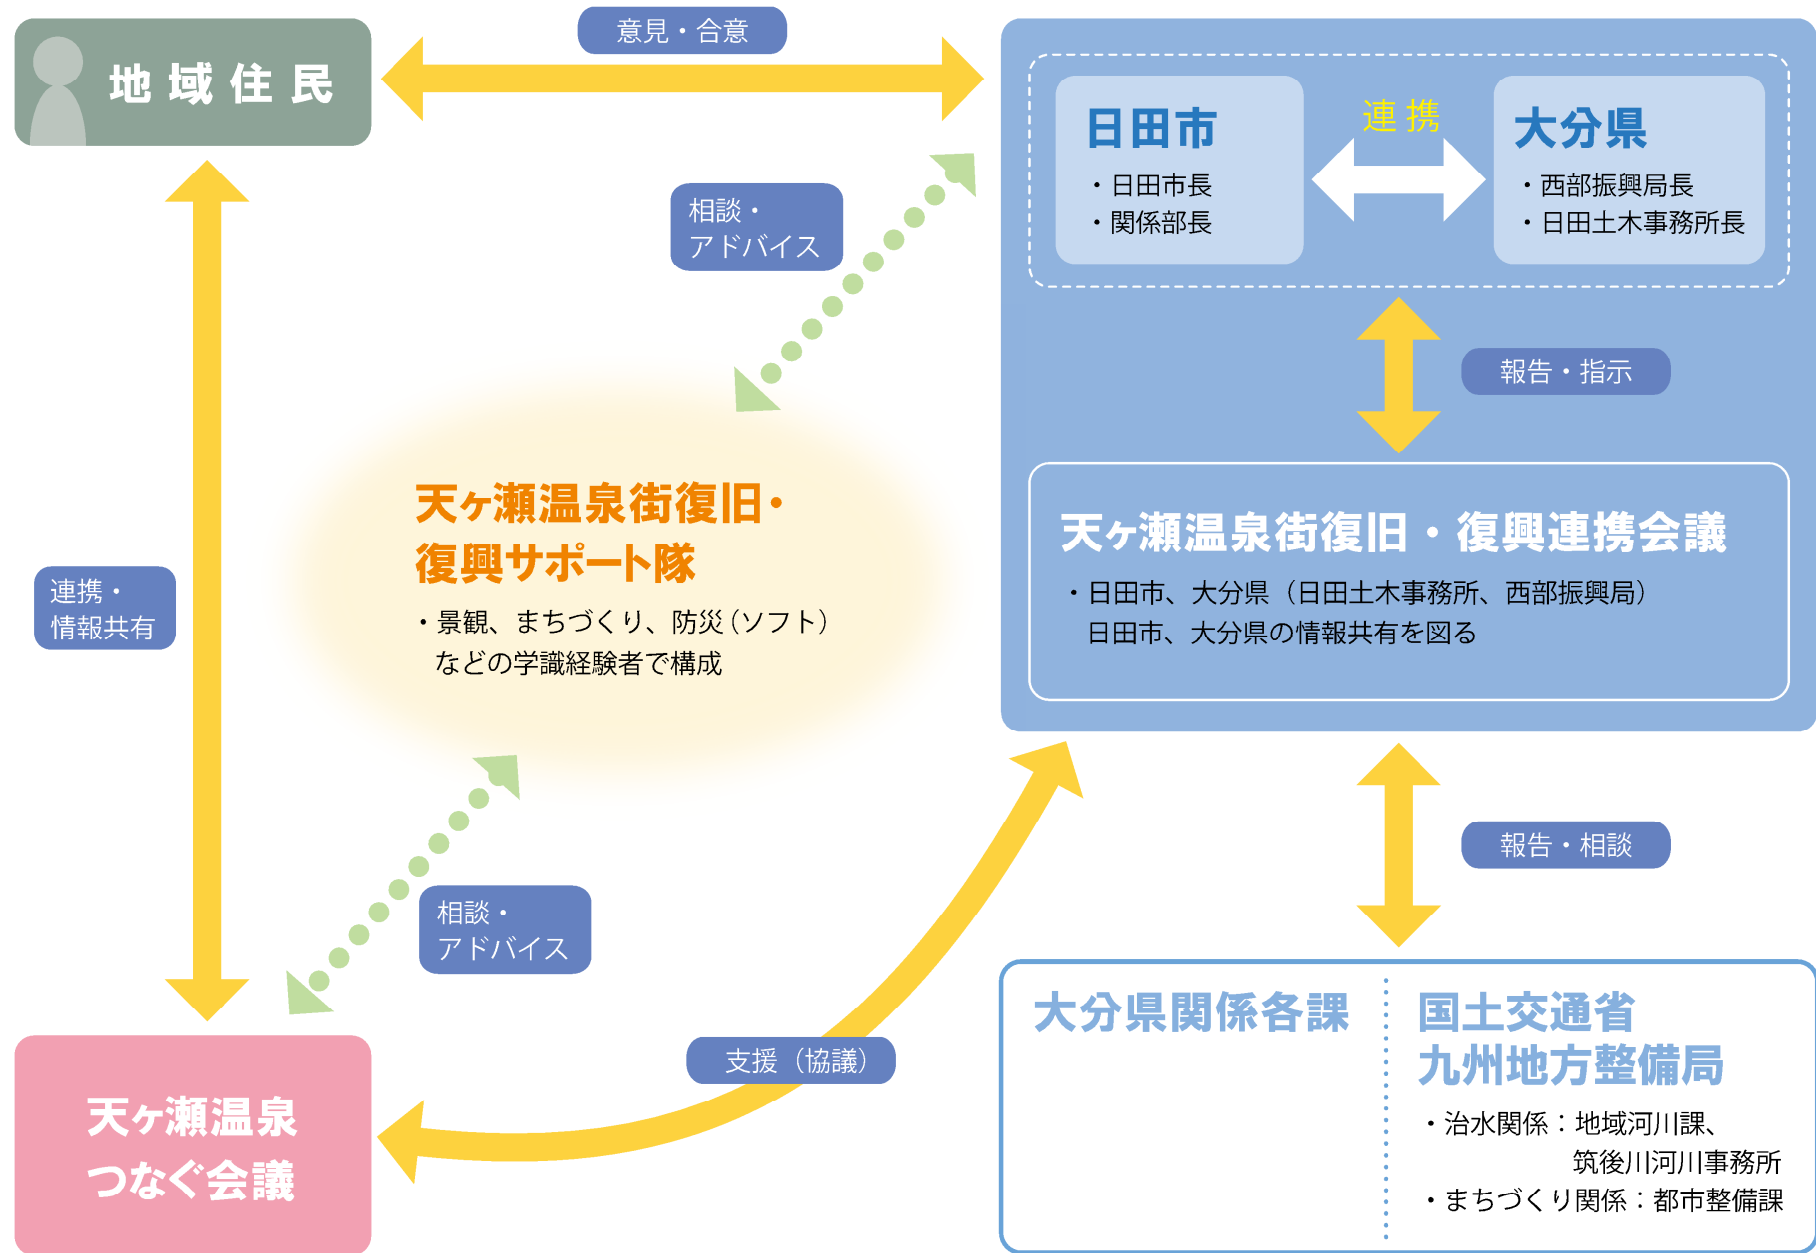 地域住民
意見・合意
日田市
・日田市長
・関係部長
連携
大分県
・西部振興局長
・日田土木事務所長
相談・
アドバイス
報告・指示
天ヶ瀬温泉街復旧・
復興サポート隊
・景観、まちづくり、防災（ソフト）
などの学識経験者で構成
天ヶ瀬温泉街復旧・復興連携会議
・日田市、大分県（日田土木事務所、西部振興局）
日田市、大分県の情報共有を図る
連携・
情報共有
報告・相談
相談・
アドバイス
支援（協議）
天ヶ瀬温泉
つなぐ会議
大分県関係各課
国土交通省
九州地方整備局
・治水関係：地域河川課、
筑後川河川事務所
・まちづくり関係：都市整備課